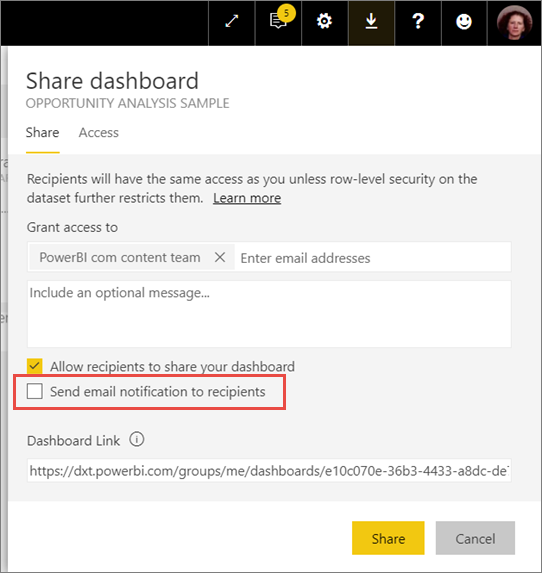 5
Share dashboard
OPPORTUNITY ANALYSIS SAMPLE
Share Access
Recipients will have the same access as you unless row-level security on the
dataset further restricts them. Learn more
Grant access to
PowerBI com content team Enter email addresses
Include an optional message...
Allow recipients to share your dashboard
Send email notification to recipients
Dashboard Link
https://dxt.powerbi.com/groups/me/dashboards/e10c070e-36b3-4433-a8dc-de
Share Cancel